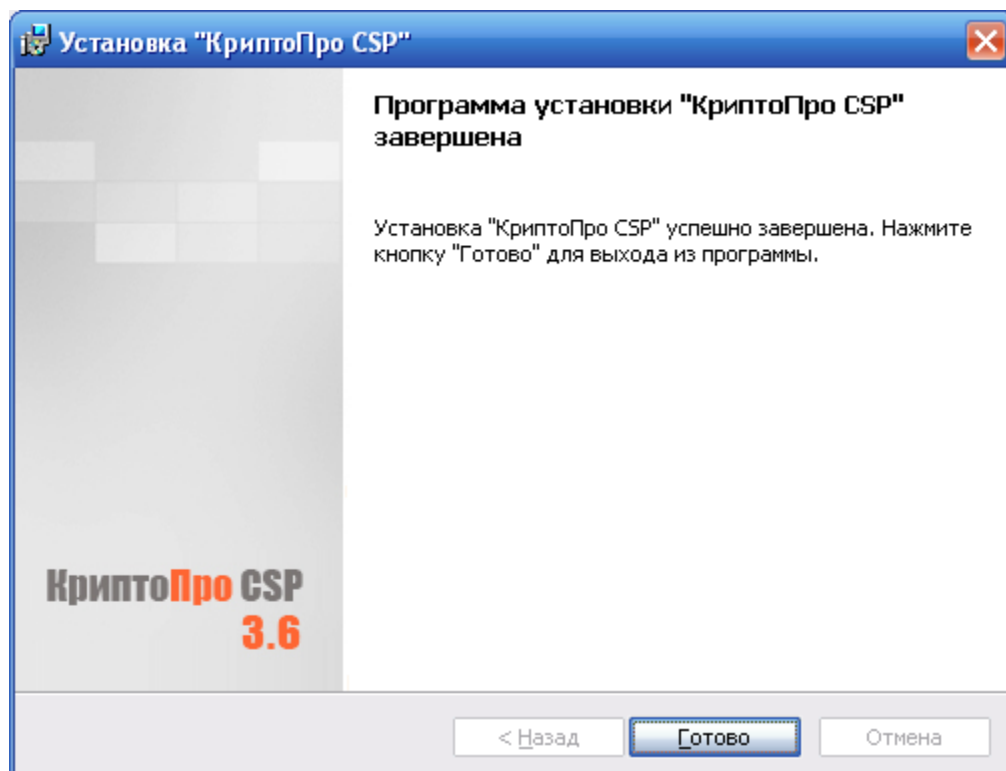 Установка "КриптоПро CSP"
Программа установки "КриптоПро CSP"
завершена
Установка "КриптоПро CSP" успешно завершена. Нажмите
кнопку "Готово" для выхода из программы.
КриптоПро CSP
3.6
< Назад
Готово
Отмена